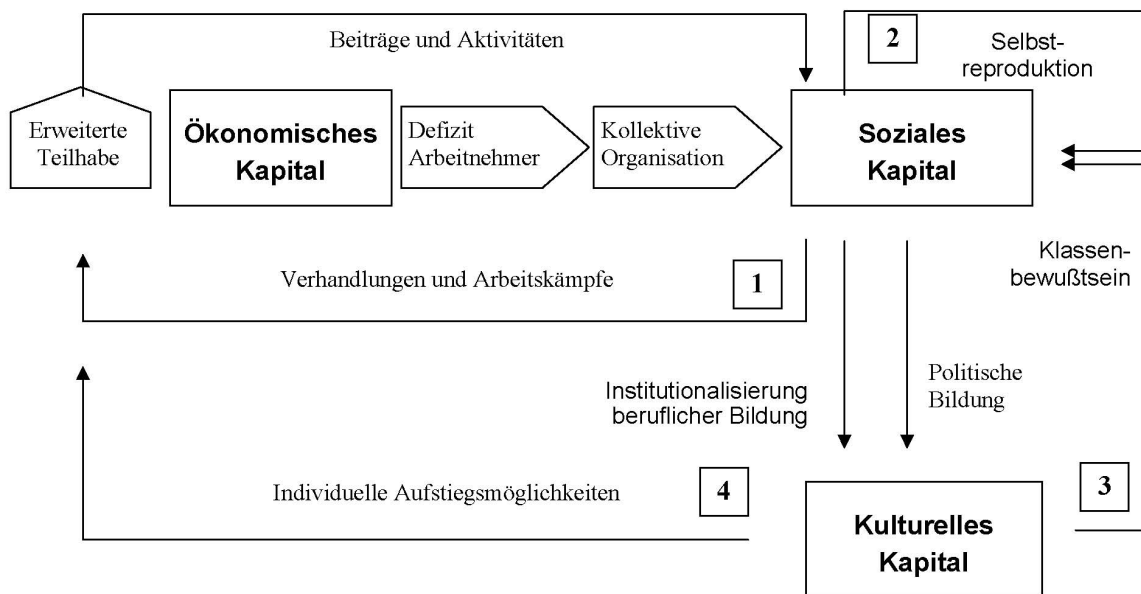 Beiträge und Aktivitäten
2
Selbst-
reproduktion
Erweiterte
Teilhabe
Ökonomisches
Kapital
Defizit
Arbeitnehmer
Kollektive
Organisation
Soziales
Kapital
Verhandlungen und Arbeitskämpfe
1
Klassen-
bewußtsein
Institutionalisierung
beruflicher Bildung
Politische
Bildung
Individuelle Aufstiegsmöglichkeiten
4
Kulturelles
Kapital
3